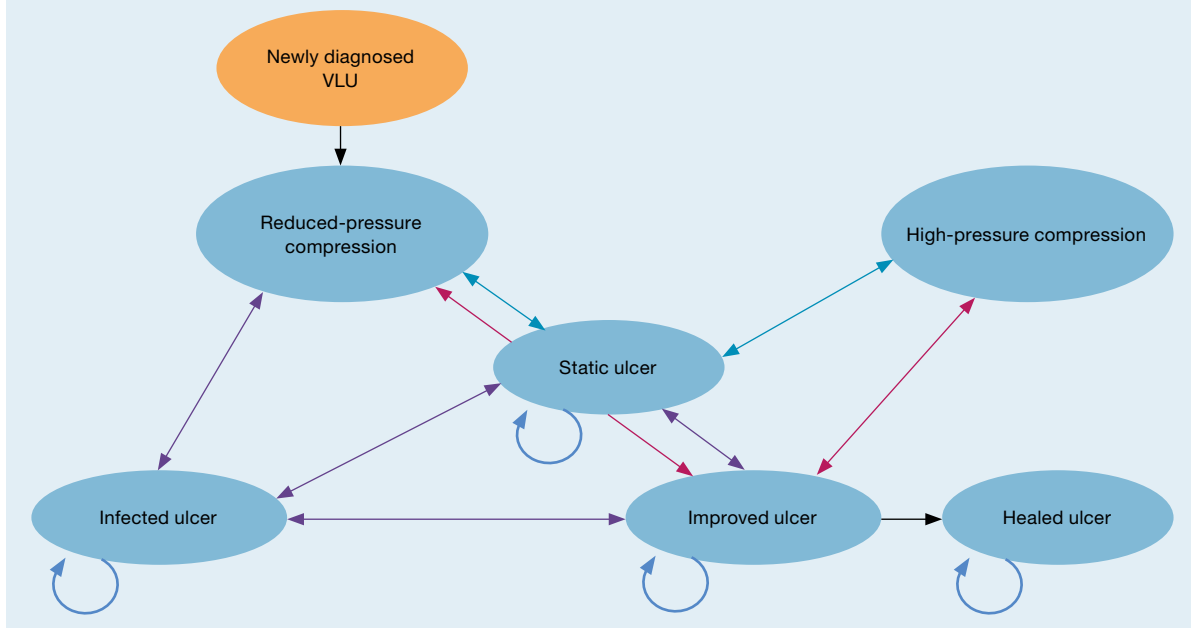 Newly diagnosed
VLU
Reduced-pressure
compression
High-pressure compression
Static ulcer
Infected ulcer
Improved ulcer
Healed ulcer